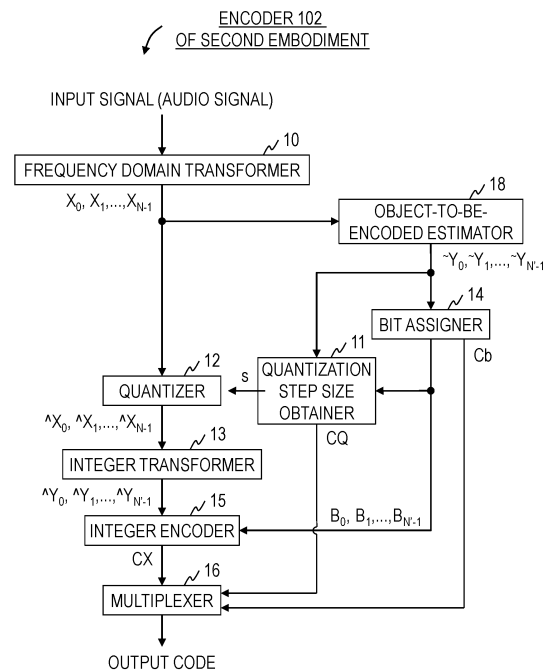 ENCODER 102
OF SECOND EMBODIMENT
INPUT SIGNAL (AUDIO SIGNAL)
10
FREQUENCY DOMAIN TRANSFORMER
X0, X1,...,XN-1
18
OBJECT-TO-BE-
ENCODED ESTIMATOR
~Y0,~Y1,...,~YN'-1
14
BIT ASSIGNER
Cb
11
QUANTIZATION
STEP SIZE
OBTAINER
s
CQ
12
QUANTIZER
^X0, ^X1,...,^XN-1
13
INTEGER TRANSFORMER
^Y0, ^Y1,...,^YN'-1
15
INTEGER ENCODER
B0, B1,...,BN'-1
CX
16
MULTIPLEXER
OUTPUT CODE